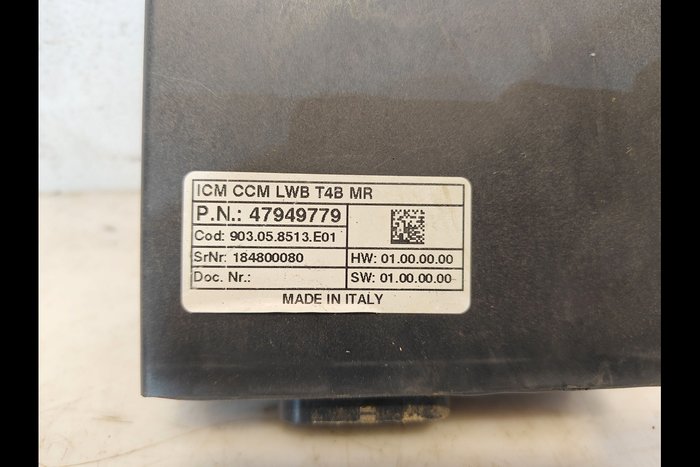 ICM CCM LWB T4B MR
P.N.: 47949779
Cod: 903.05.8513.E01
SrNr: 184800080 HW: 01.00.00.00
Doc. Nr.: SW: 01.00.00.00
MADE IN ITALY